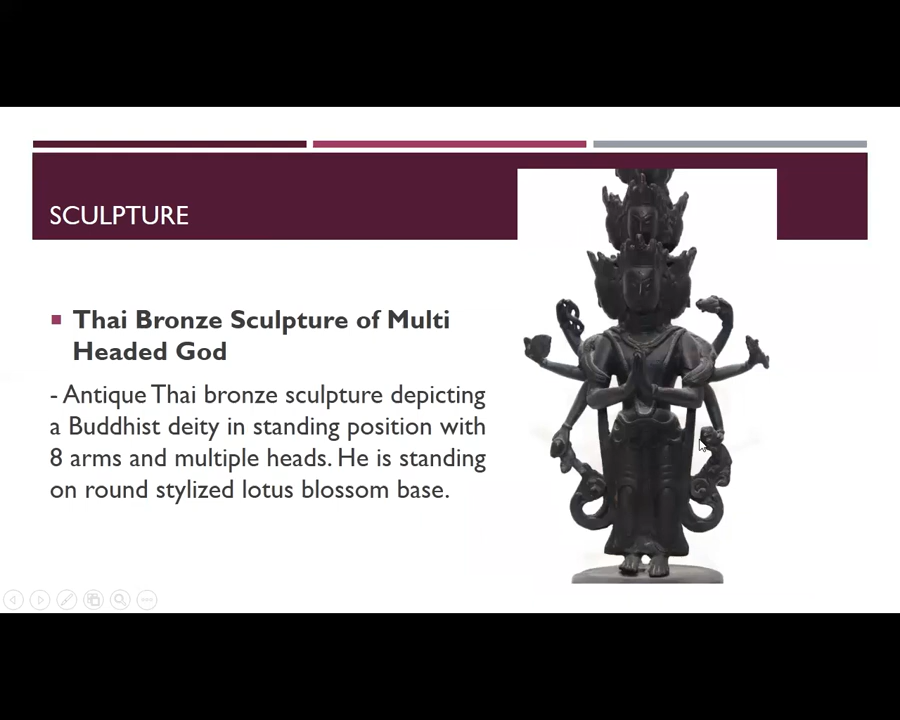 SCULPTURE
Thai Bronze Sculpture of Multi
Headed God
- Antique Thai bronze sculpture depicting
a Buddhist deity in standing position with
8 arms and multiple heads. He is standing
on round stylized lotus blossom base.